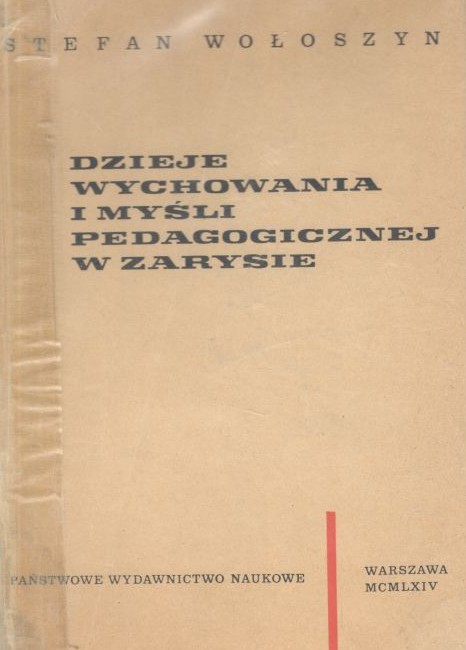 STEFAN WOŁOSZYN
DZIEJE
WYCHOWANIA
I MYŚLI
PEDAGOGICZNEJ
W ZARYSIE
PAŃSTWOWE WYDAWNICTWO NAUKOWE
WARSZAWA
MCMLXIV